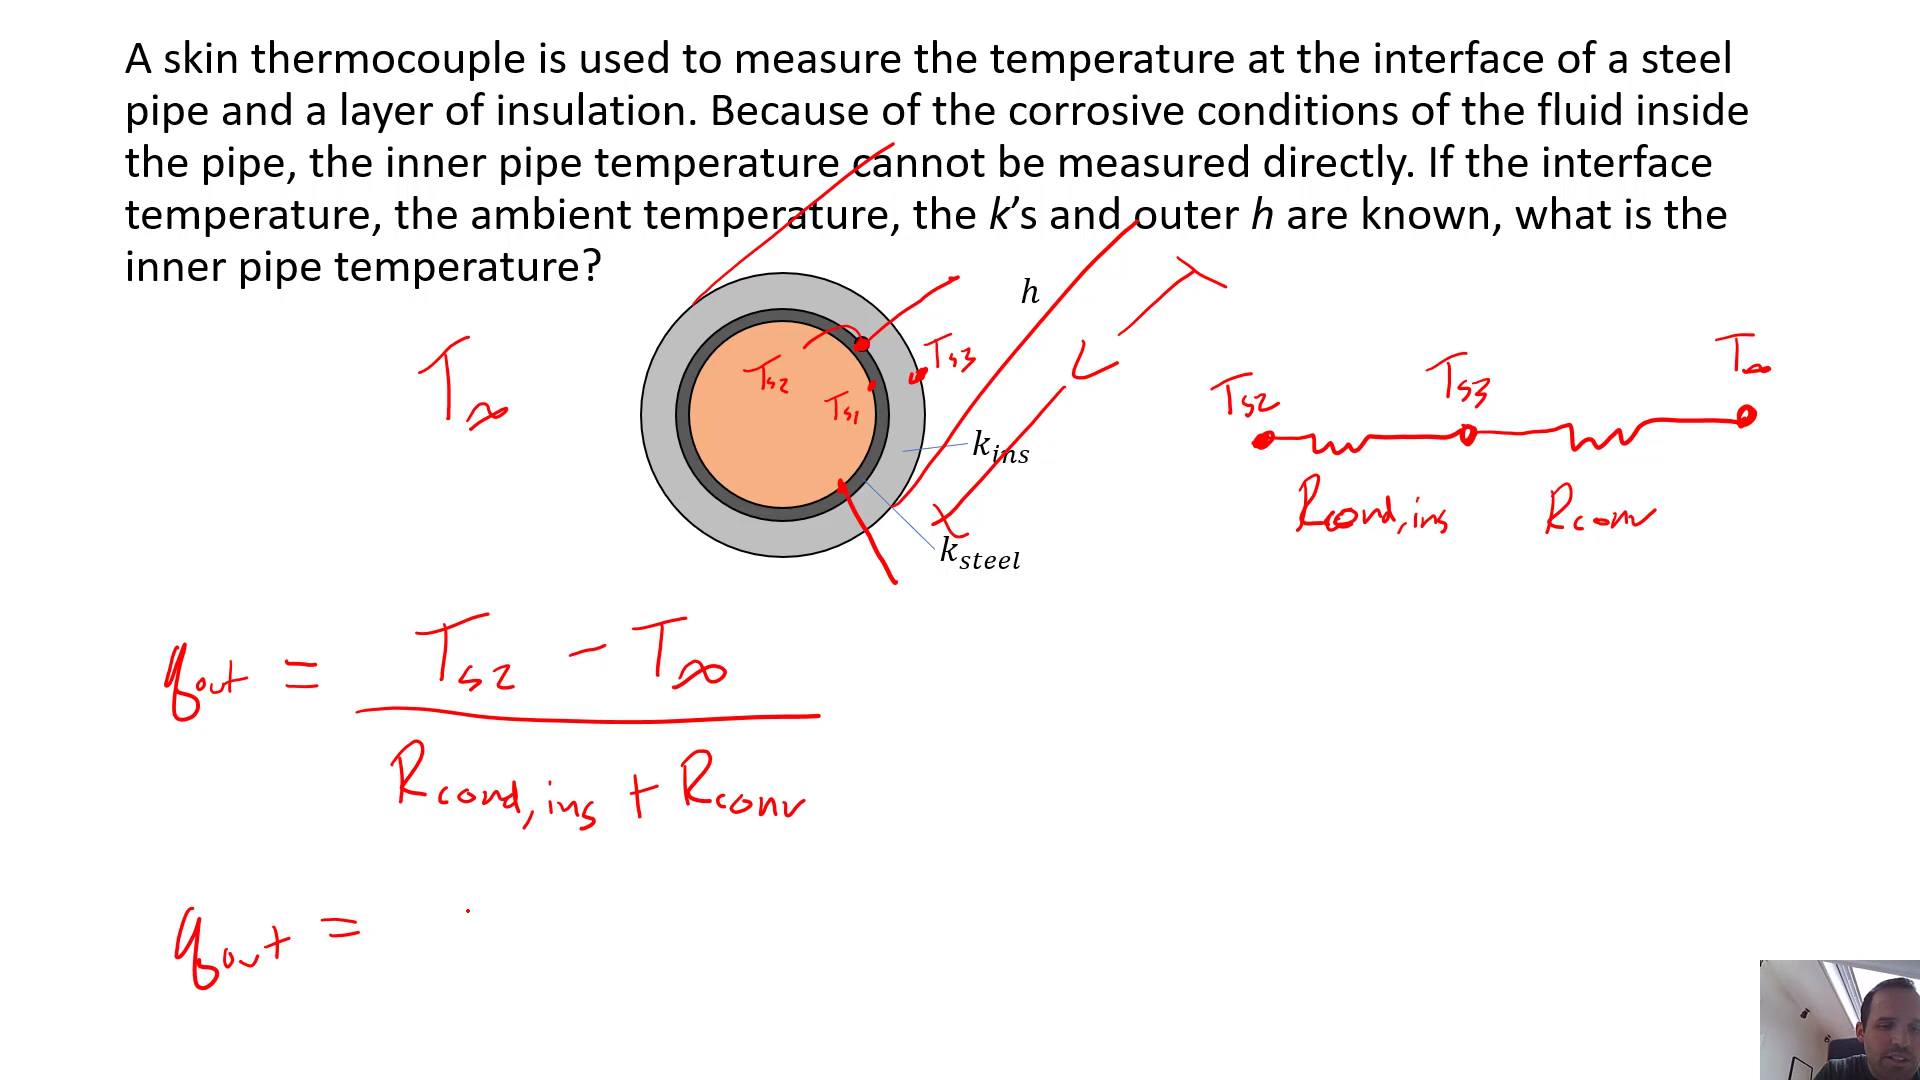 A skin thermocouple is used to measure the temperature at the interface of a steel
pipe and a layer of insulation. Because of the corrosive conditions of the fluid inside
the pipe, the inner pipe temperature cannot be measured directly. If the interface
temperature, the ambient temperature, the k's and outer h are known, what is the
inner pipe temperature?
h
T∞
T∞
Ts3
Ts2
Ts1
L
Ts2
Ts3
k_ins
k_steel
Rcond, ins
Rconv
qout = Ts2 - T∞
Rcond, ins + Rconv
qout =